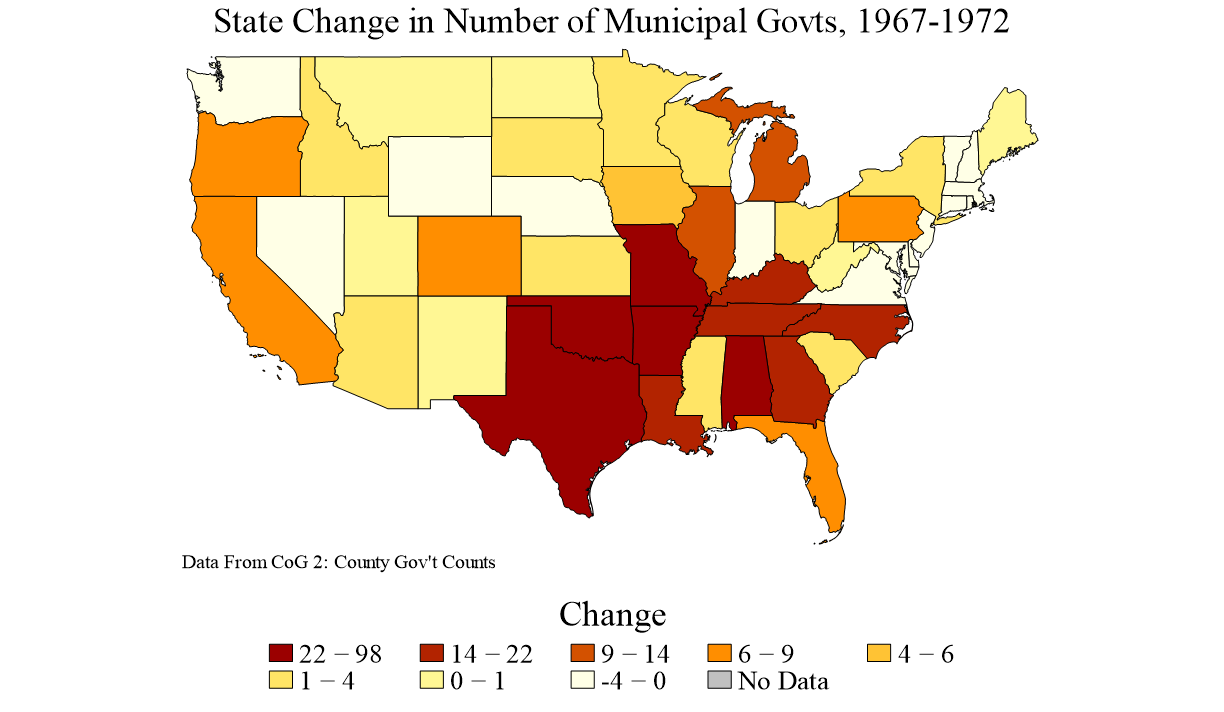 State Change in Number of Municipal Govts, 1967-1972
Data From CoG 2: County Gov't Counts
Change
22 − 98 14 − 22 9 − 14 6 − 9 4 − 6
1 − 4 0 − 1 -4 − 0 No Data